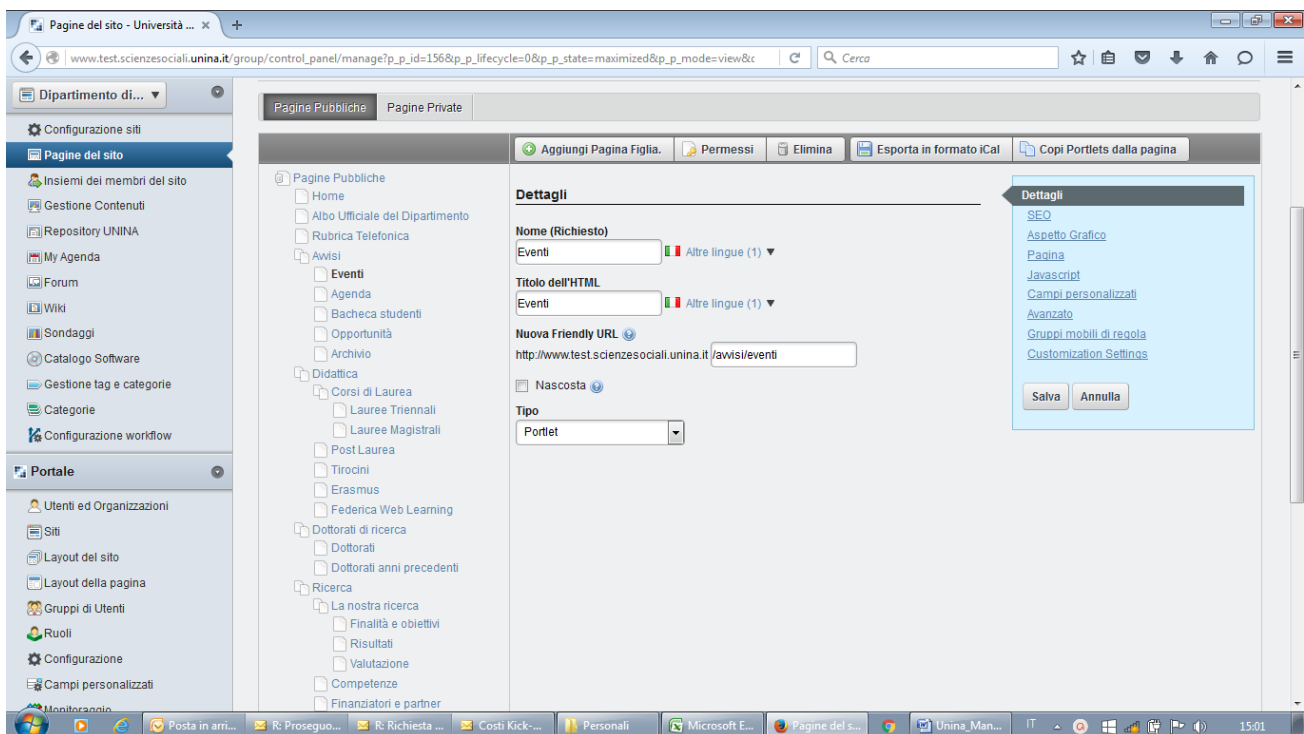 Pagine del sito - Università ...
www.test.scienzesociali.unina.it/group/control_panel/manage?p_p_id=156&p_p_lifecycle=0&p_p_state=maximized&p_p_mode=view&c
Cerca
Dipartimento di...
Configurazione siti
Pagine del sito
Insiemi dei membri del sito
Gestione Contenuti
Repository UNINA
My Agenda
Forum
Wiki
Sondaggi
Catalogo Software
Gestione tag e categorie
Categorie
Configurazione workflow
Portale
Utenti ed Organizzazioni
Siti
Layout del sito
Layout della pagina
Gruppi di Utenti
Ruoli
Configurazione
Campi personalizzati
Monitoraggio
Pagine Pubbliche Pagine Private
Aggiungi Pagina Figlia. Permessi Elimina Esporta in formato iCal Copi Portlets dalla pagina
Pagine Pubbliche
Home
Albo Ufficiale del Dipartimento
Rubrica Telefonica
Avvisi
Eventi
Agenda
Bacheca studenti
Opportunità
Archivio
Didattica
Corsi di Laurea
Lauree Triennali
Lauree Magistrali
Post Laurea
Tirocini
Erasmus
Federica Web Learning
Dottorati di ricerca
Dottorati
Dottorati anni precedenti
Ricerca
La nostra ricerca
Finalità e obiettivi
Risultati
Valutazione
Competenze
Finanziatori e partner
Dettagli
Nome (Richiesto)
Eventi Altre lingue (1)
Titolo dell'HTML
Eventi Altre lingue (1)
Nuova Friendly URL
http://www.test.scienzesociali.unina.it /avvisi/eventi
Nascosta
Tipo
Portlet
Dettagli
SEO
Aspetto Grafico
Pagina
Javascript
Campi personalizzati
Avanzato
Gruppi mobili di regola
Customization Settings
Salva Annulla
Posta in arri... R: Proseguo... R: Richiesta ... Costi Kick-... Personali Microsoft E... Pagine del s... Unina_Man... IT 15:01